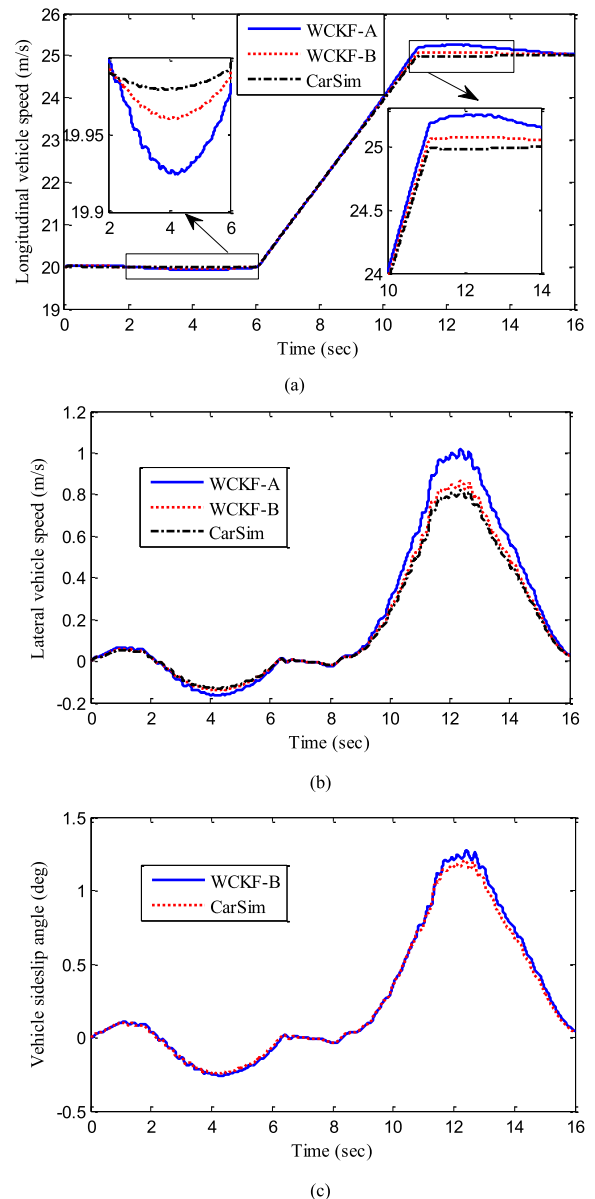 26
25
24
23
22
21
20
19
Longitudinal vehicle speed (m/s)
WCKF-A
WCKF-B
CarSim
19.95
19.9
2 4 6
25
24.5
24
10 12 14
0 2 4 6 8 10 12 14 16
Time (sec)
(a)
1.2
1
0.8
0.6
0.4
0.2
0
-0.2
Lateral vehicle speed (m/s)
WCKF-A
WCKF-B
CarSim
0 2 4 6 8 10 12 14 16
Time (sec)
(b)
1.5
1
0.5
0
-0.5
Vehicle sideslip angle (deg)
WCKF-B
CarSim
0 2 4 6 8 10 12 14 16
Time (sec)
(c)